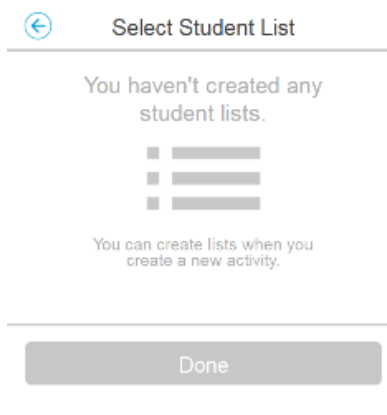 Select Student List
You haven't created any
student lists.
You can create lists when you
create a new activity.
Done